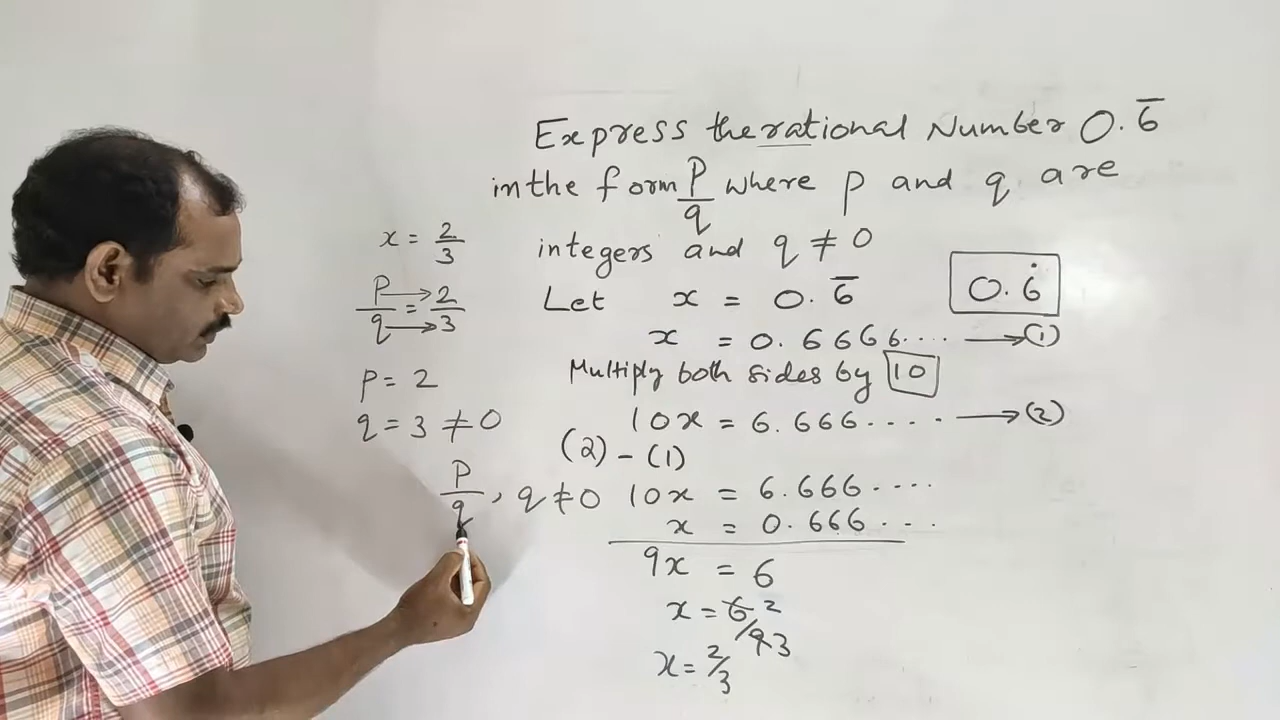 Express the rational Number 0.6̅
in the form P/q where p and q are
integers and q ≠ 0
Let x = 0.6̅
0.6̇
x = 0.6666.... → (1)
Multiply both sides by 10
10x = 6.666.... → (2)
(2) - (1)
10x = 6.666....
x = 0.666...
9x = 6
x = 6/9 2 3
x = 2/3
x = 2/3
P/q = 2/3
p = 2
q = 3 ≠ 0
P/q, q ≠ 0